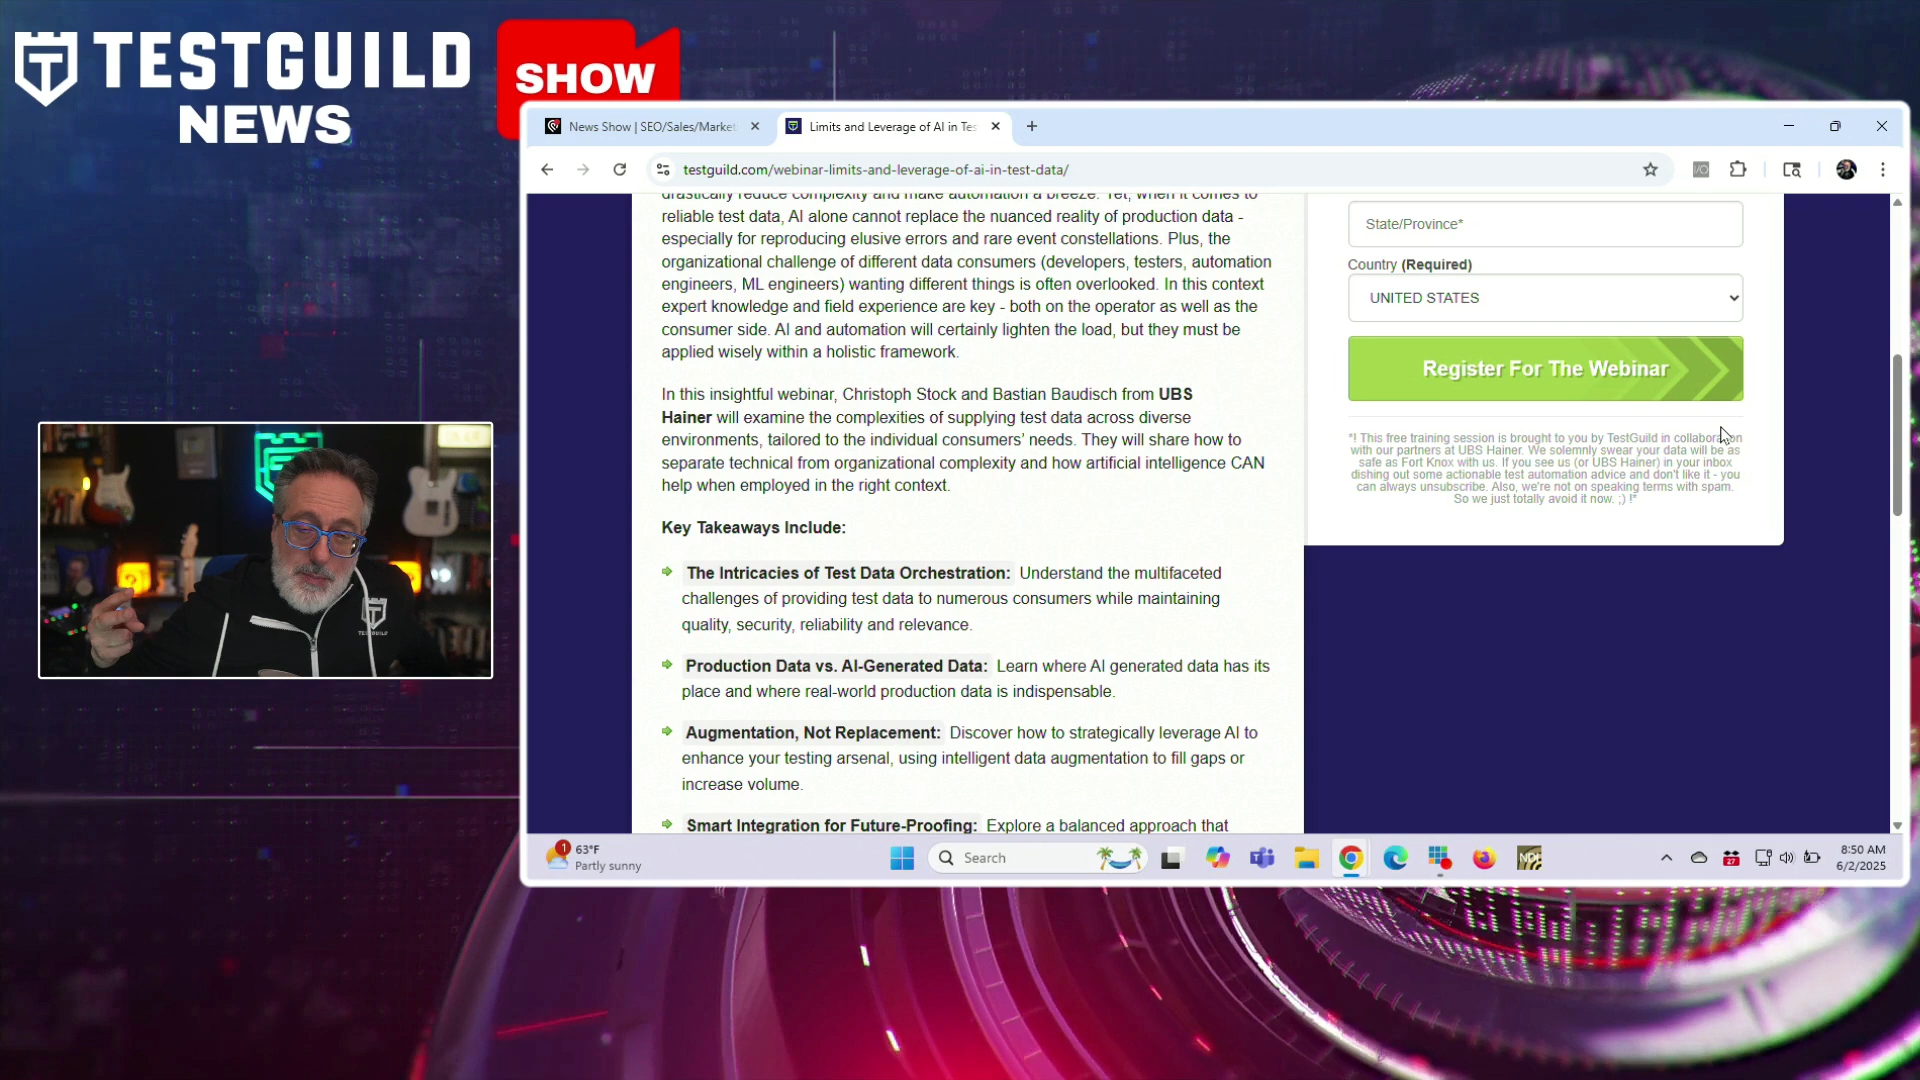 TESTGUILD
NEWS
SHOW
News Show | SEO/Sales/Market
Limits and Leverage of AI in Tes
testguild.com/webinar-limits-and-leverage-of-ai-in-test-data/
drastically reduce complexity and make automation a breeze. Yet, when it comes to
reliable test data, AI alone cannot replace the nuanced reality of production data -
especially for reproducing elusive errors and rare event constellations. Plus, the
organizational challenge of different data consumers (developers, testers, automation
engineers, ML engineers) wanting different things is often overlooked. In this context
expert knowledge and field experience are key - both on the operator as well as the
consumer side. AI and automation will certainly lighten the load, but they must be
applied wisely within a holistic framework.
In this insightful webinar, Christoph Stock and Bastian Baudisch from UBS
Hainer will examine the complexities of supplying test data across diverse
environments, tailored to the individual consumers’ needs. They will share how to
separate technical from organizational complexity and how artificial intelligence CAN
help when employed in the right context.
Key Takeaways Include:
The Intricacies of Test Data Orchestration: Understand the multifaceted
challenges of providing test data to numerous consumers while maintaining
quality, security, reliability and relevance.
Production Data vs. AI-Generated Data: Learn where AI generated data has its
place and where real-world production data is indispensable.
Augmentation, Not Replacement: Discover how to strategically leverage AI to
enhance your testing arsenal, using intelligent data augmentation to fill gaps or
increase volume.
Smart Integration for Future-Proofing: Explore a balanced approach that
State/Province*
Country (Required)
UNITED STATES
Register For The Webinar
*! This free training session is brought to you by TestGuild in collaboration
with our partners at UBS Hainer. We solemnly swear your data will be as
safe as Fort Knox with us. If you see us (or UBS Hainer) in your inbox
dishing out some actionable test automation advice and don't like it - you
can always unsubscribe. Also, we're not on speaking terms with spam.
So we just totally avoid it now. ;) !*
TESTGUILD
1
63°F
Partly sunny
Search
NDI
27
8:50 AM
6/2/2025